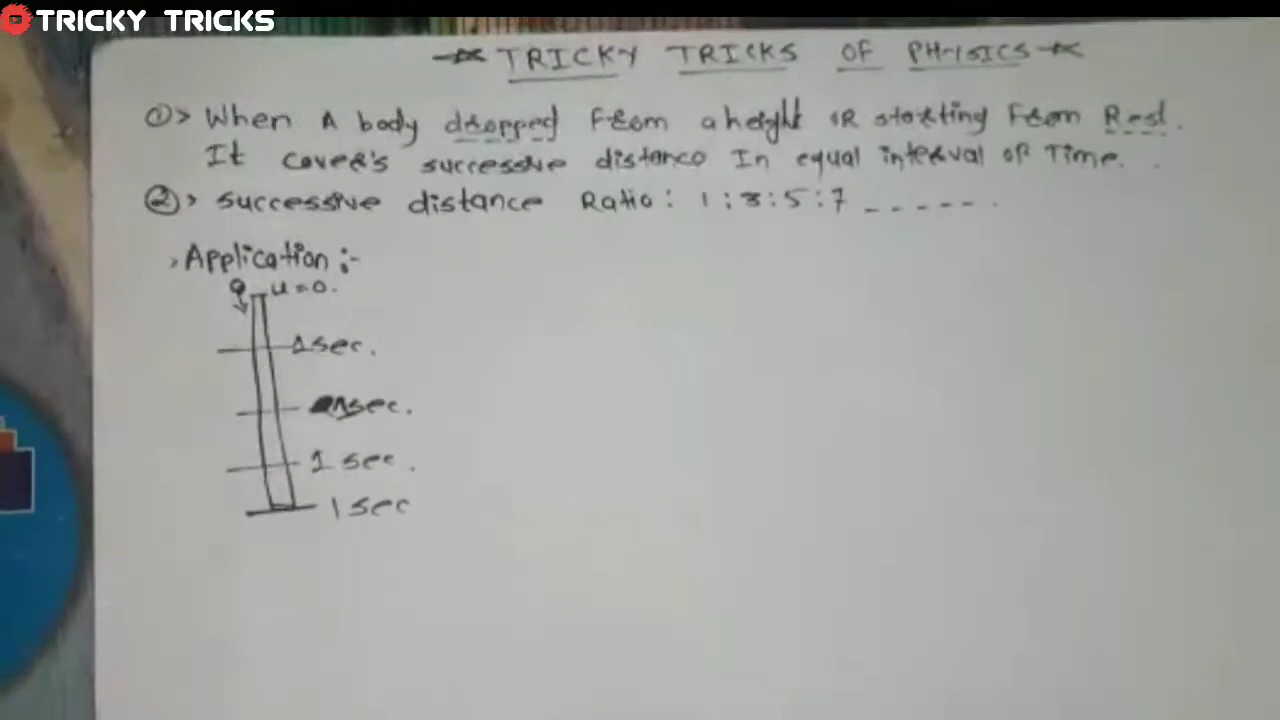 TRICKY TRICKS
TRICKY TRICKS OF PHYSICS
①> When A body dropped From a height OR starting From Rest.
It cover's successive distance In equal interval of Time.
②> successive distance Ratio: 1:3:5:7 ------.
> Application :-
u=0.
1sec.
1sec.
1 sec.
1sec